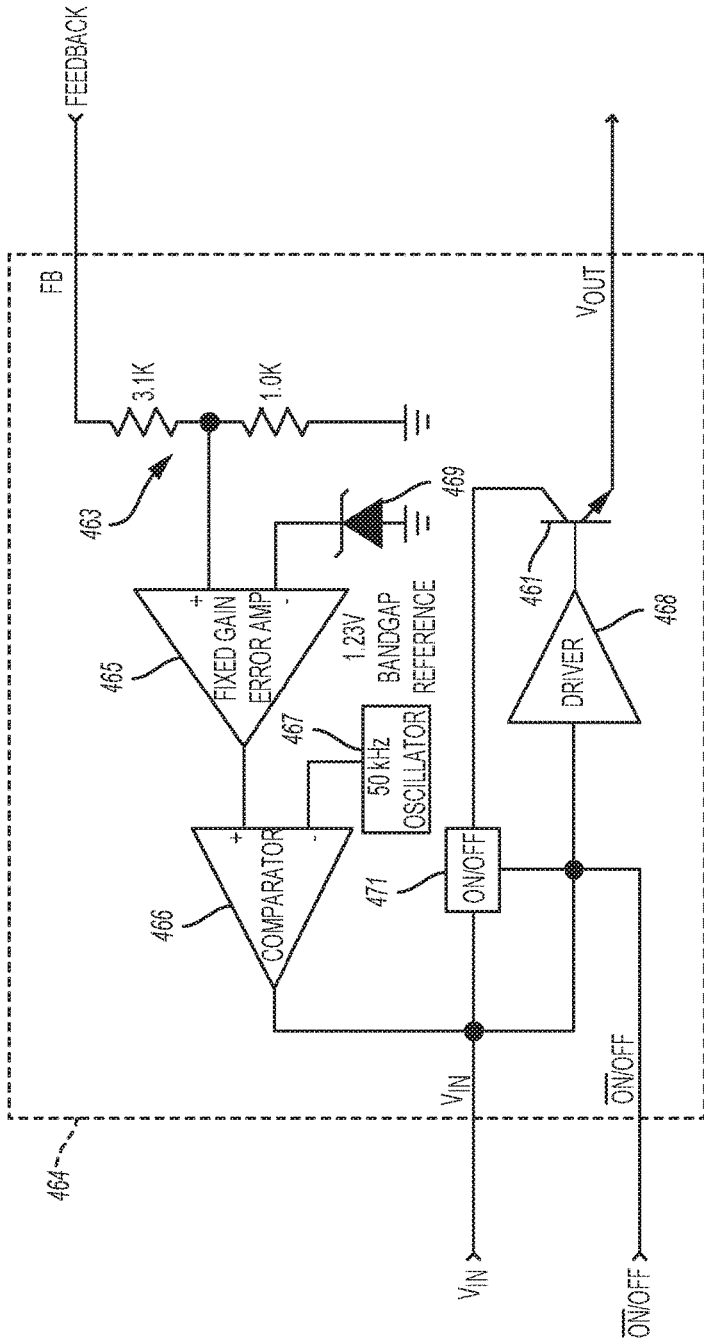 FEEDBACK
FB
3.1K
1.0K
463
469
465
+
-
FIXED GAIN
ERROR AMP
1.23V
BANDGAP
REFERENCE
466
+
-
COMPARATOR
467
50 kHz
OSCILLATOR
471
ON/OFF
461
DRIVER
468
VOUT
464
VIN
VIN
ON/OFF
ON/OFF